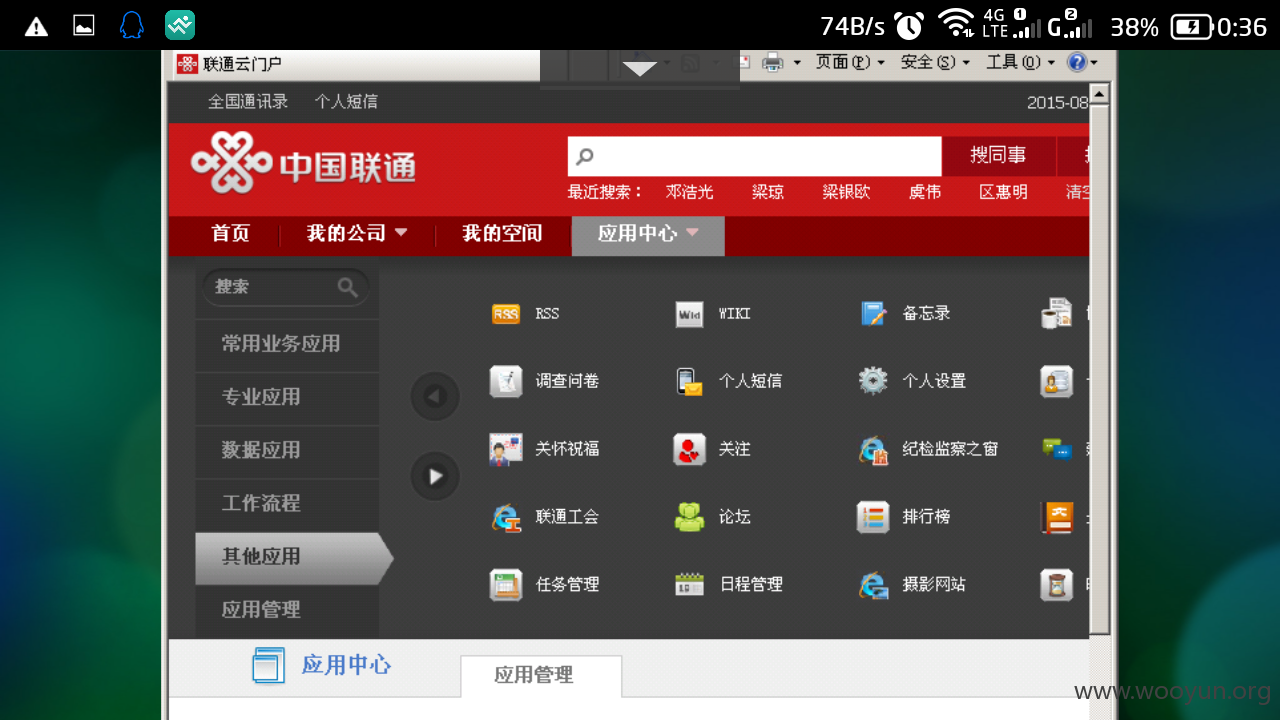 74B/s 4G LTE 1 G 2 38% 0:36
联通云门户 页面(P) 安全(S) 工具(O)
全国通讯录 个人短信 2015-08
中国联通 搜同事
最近搜索： 邓浩光 梁琼 梁银欧 虞伟 区惠明 清空
首页 我的公司 我的空间 应用中心
搜索
常用业务应用
专业应用
数据应用
工作流程
其他应用
应用管理
RSS RSS Wiki WIKI 备忘录
调查问卷 个人短信 个人设置
关怀祝福 关注 纪检监察之窗
联通工会 论坛 排行榜
任务管理 日程管理 摄影网站
应用中心 应用管理
www.wooyun.org